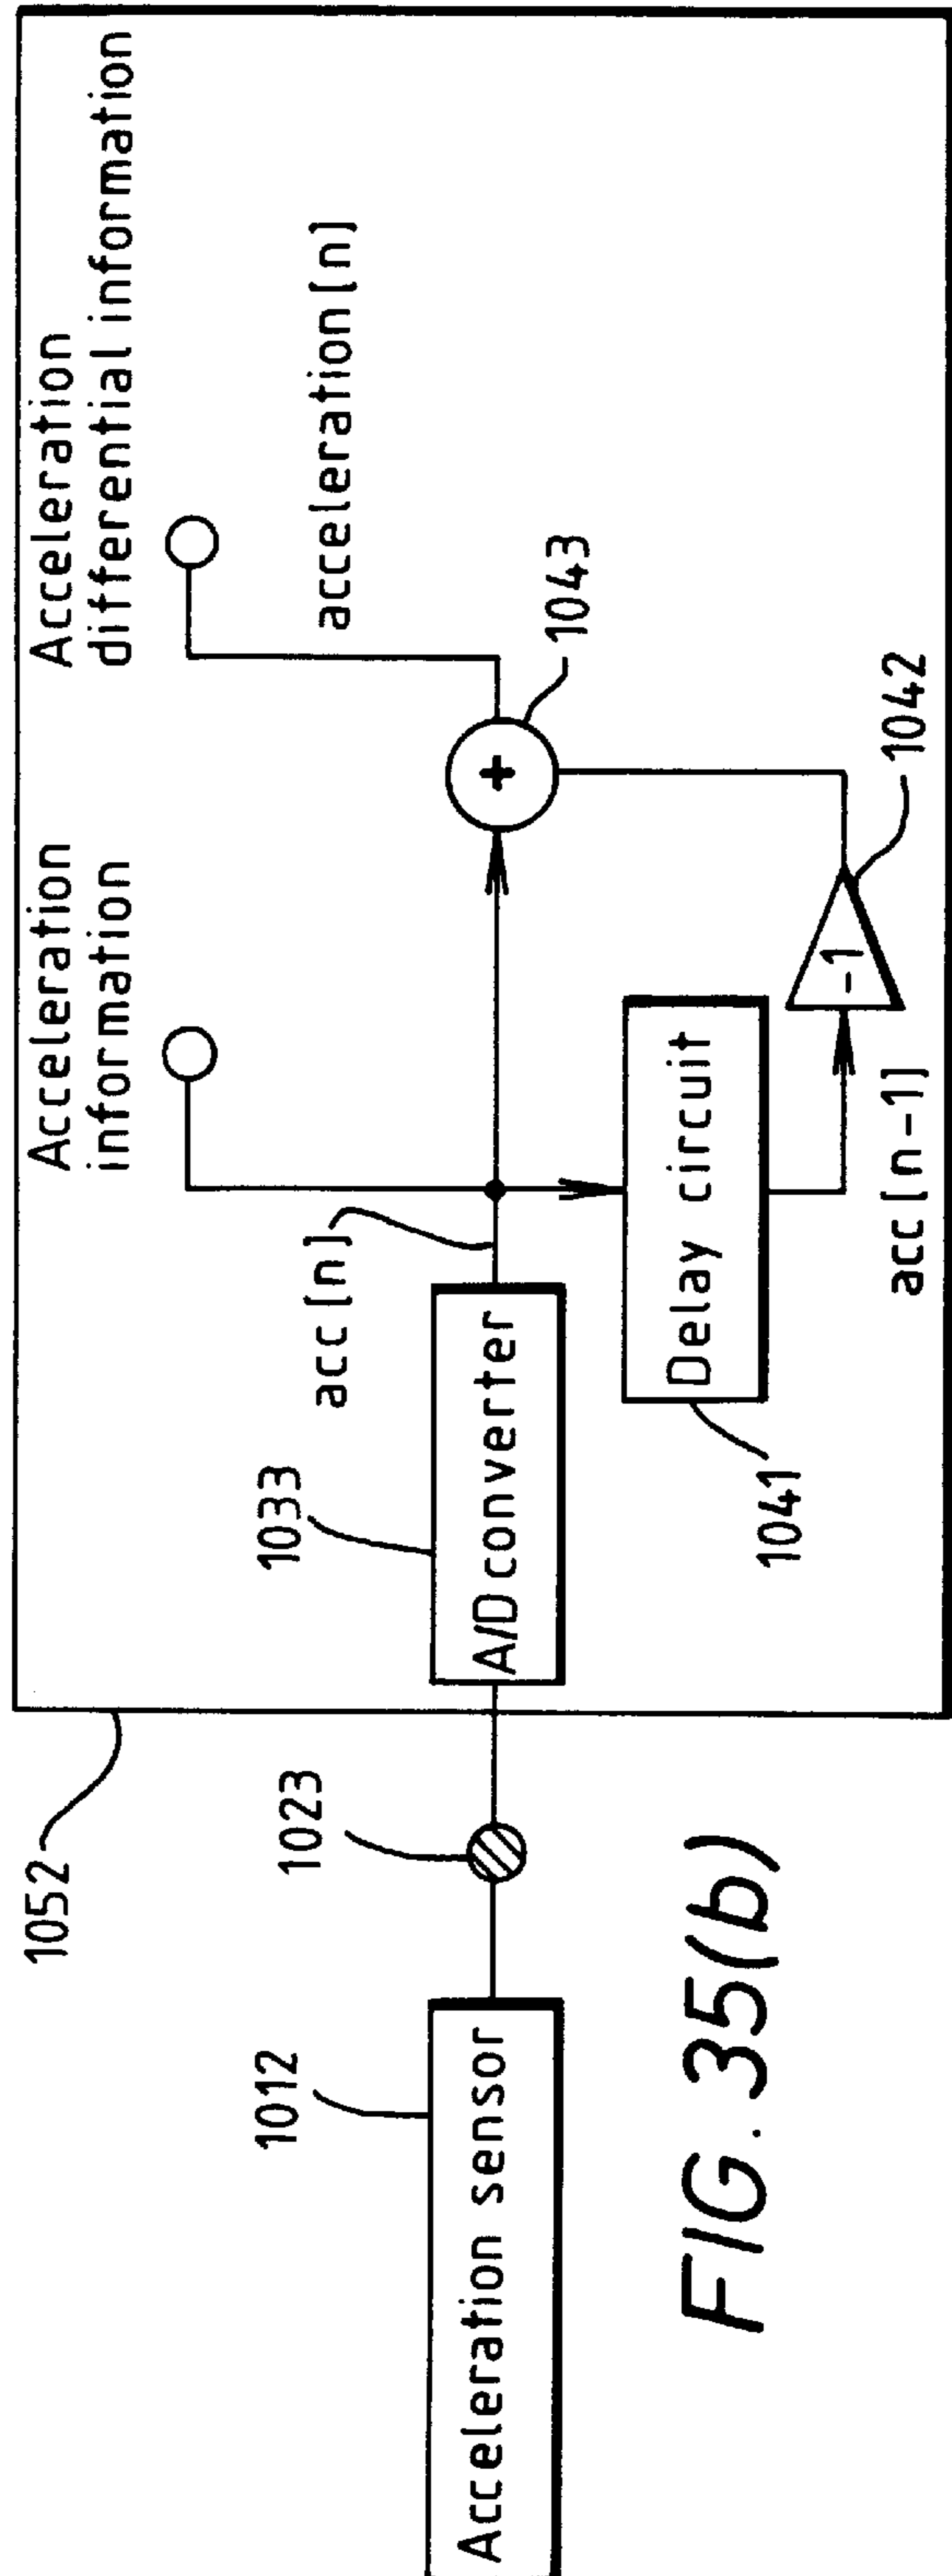 1052
Acceleration
information
Acceleration
differential information
acceleration[n]
1012
1023
1033
acc[n]
Acceleration sensor
A/D converter
+
1043
Delay circuit
-1
1041
acc[n-1]
1042
FIG. 35(b)